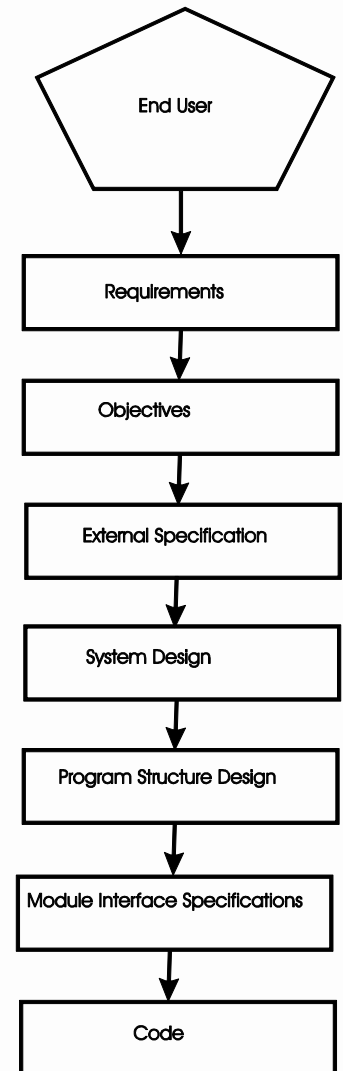 End User
Requirements
Objectives
External Specification
System Design
Program Structure Design
Module Interface Specifications
Code